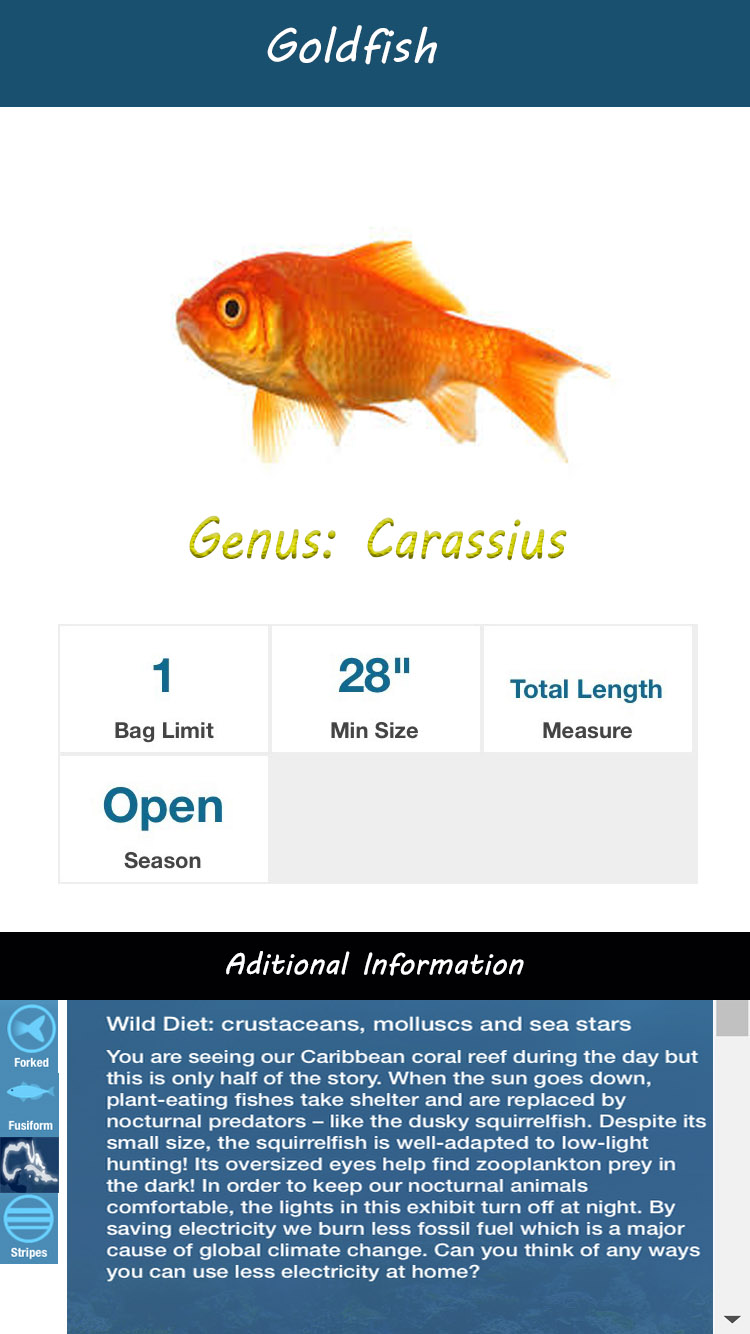 Goldfish
Genus: Carassius
1
Bag Limit
28"
Min Size
Total Length
Measure
Open
Season
Aditional Information
Forked
Fusiform
Stripes
Wild Diet: crustaceans, molluscs and sea stars
You are seeing our Caribbean coral reef during the day but
this is only half of the story. When the sun goes down,
plant-eating fishes take shelter and are replaced by
nocturnal predators – like the dusky squirrelfish. Despite its
small size, the squirrelfish is well-adapted to low-light
hunting! Its oversized eyes help find zooplankton prey in
the dark! In order to keep our nocturnal animals
comfortable, the lights in this exhibit turn off at night. By
saving electricity we burn less fossil fuel which is a major
cause of global climate change. Can you think of any ways
you can use less electricity at home?